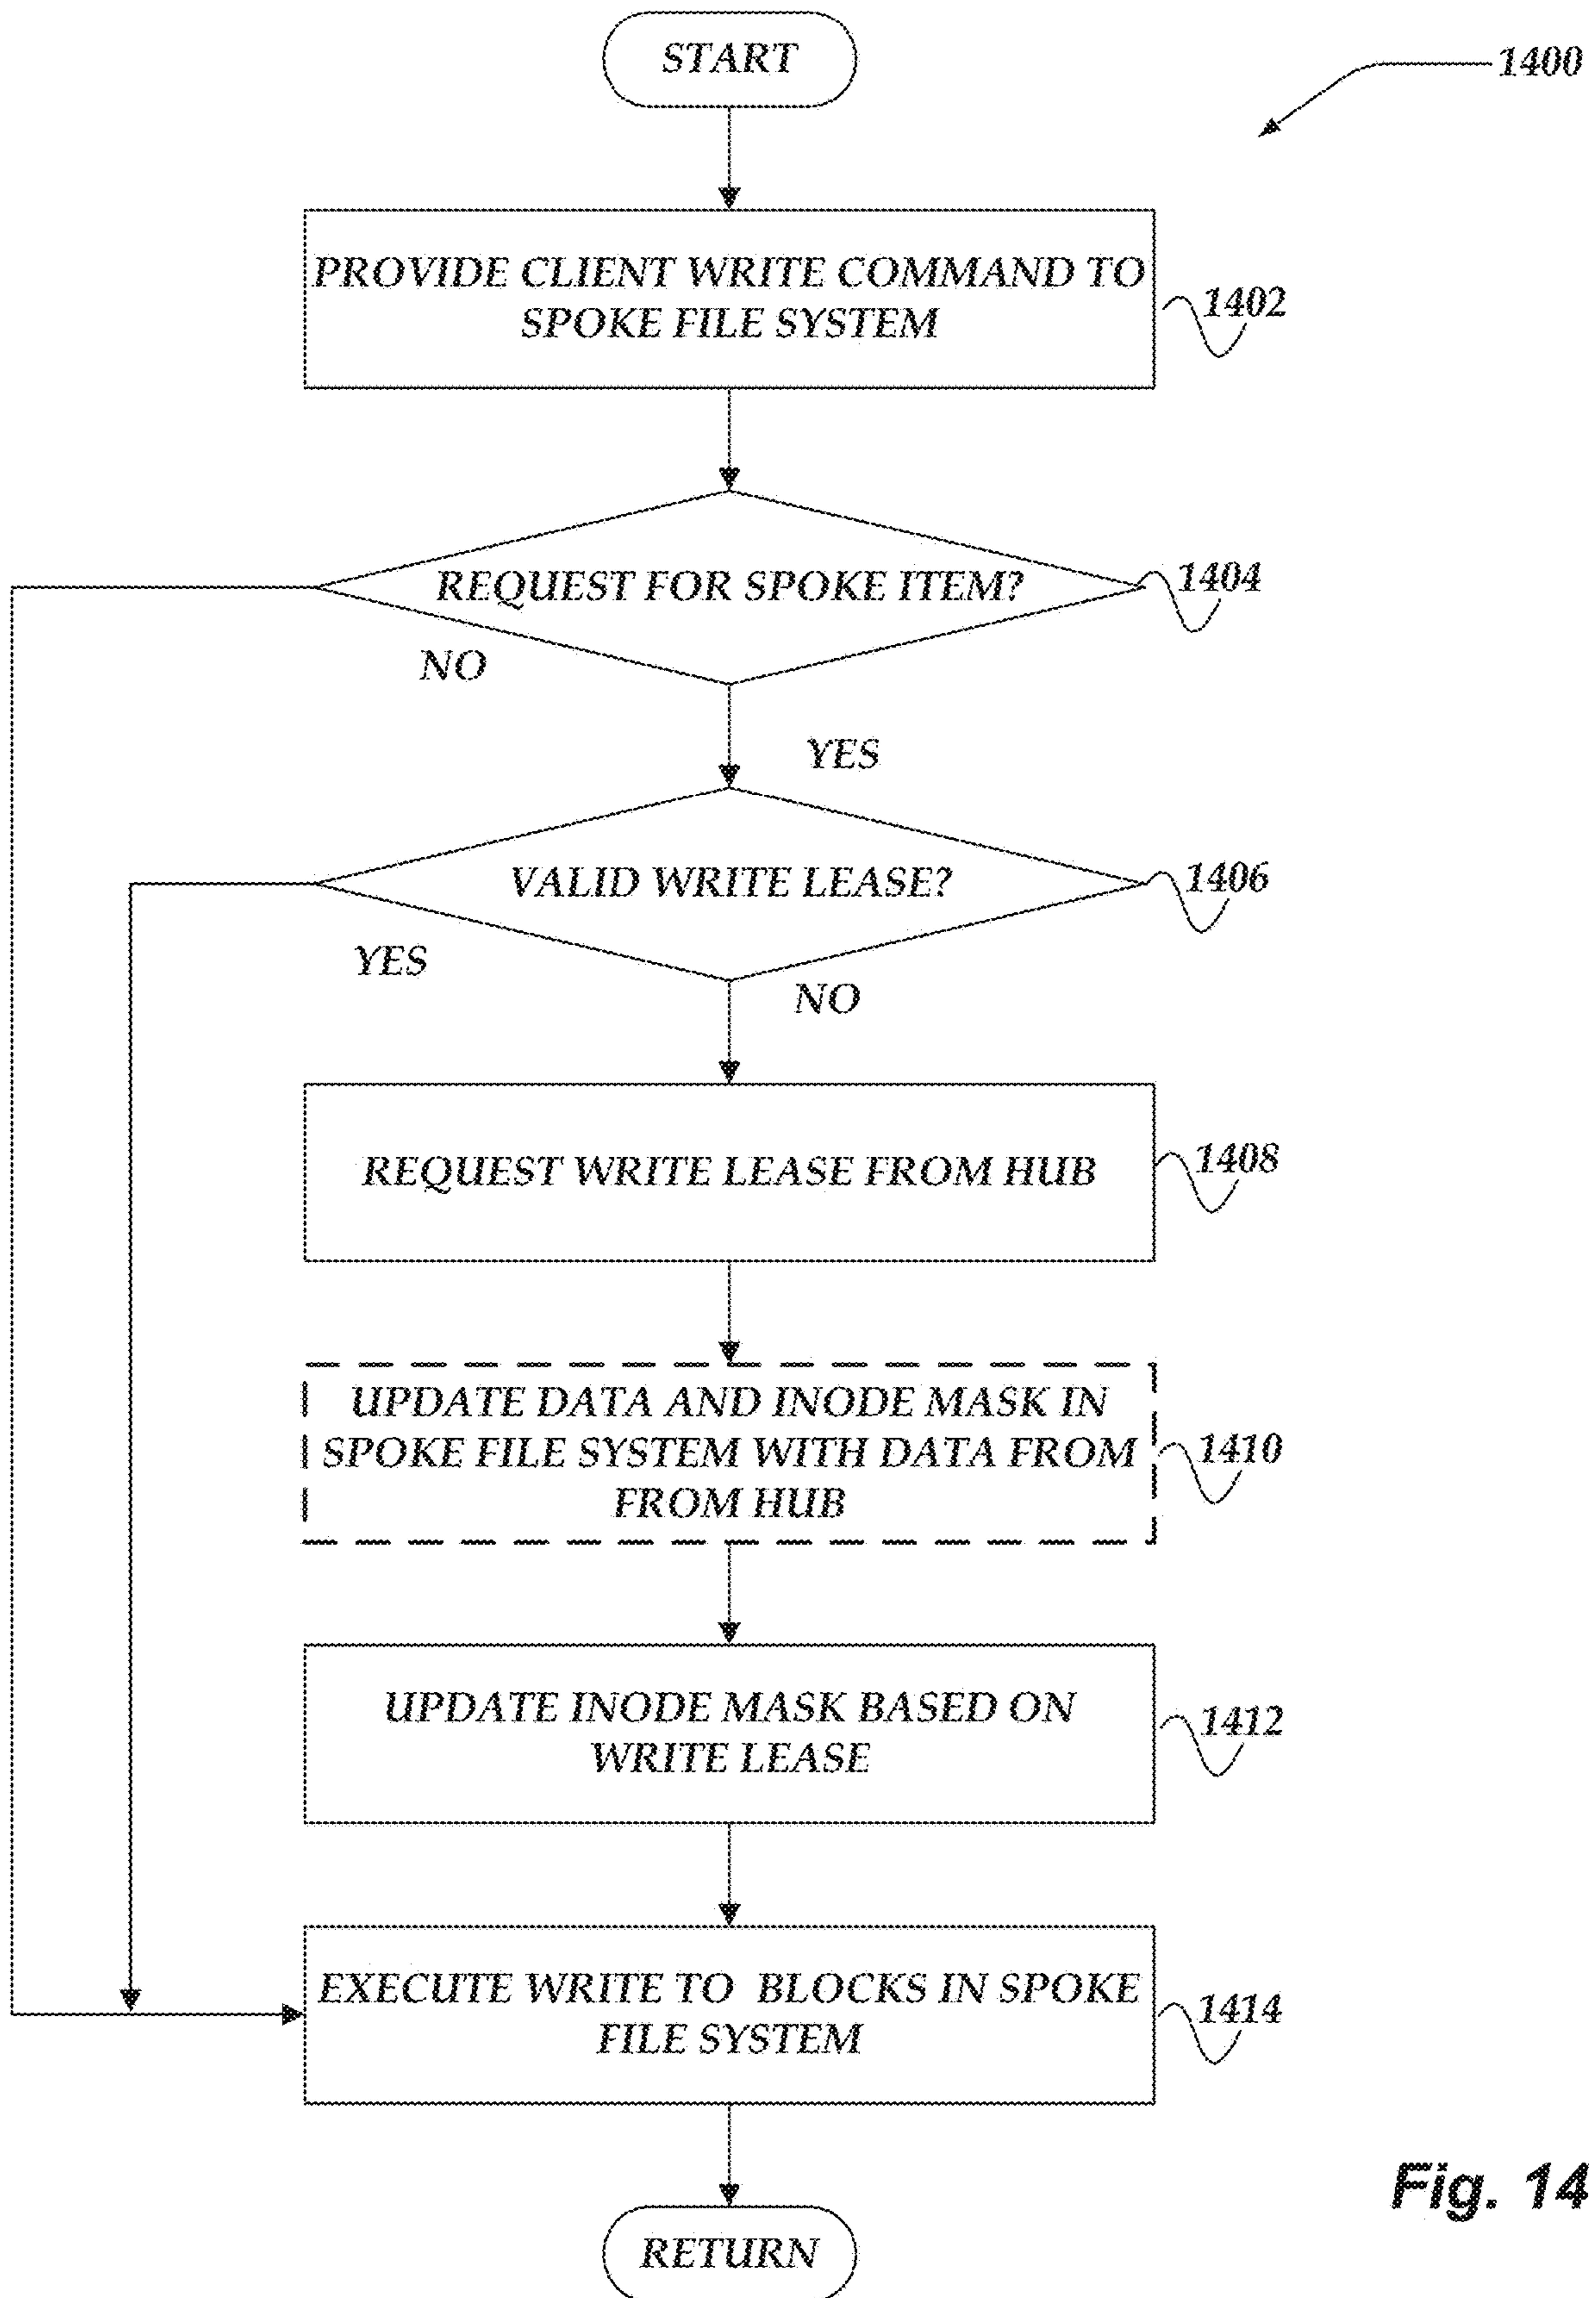 START
1400
PROVIDE CLIENT WRITE COMMAND TO
SPOKE FILE SYSTEM
1402
REQUEST FOR SPOKE ITEM?
1404
NO
YES
VALID WRITE LEASE?
1406
YES
NO
REQUEST WRITE LEASE FROM HUB
1408
UPDATE DATA AND INODE MASK IN
SPOKE FILE SYSTEM WITH DATA FROM
FROM HUB
1410
UPDATE INODE MASK BASED ON
WRITE LEASE
1412
EXECUTE WRITE TO BLOCKS IN SPOKE
FILE SYSTEM
1414
Fig. 14
RETURN